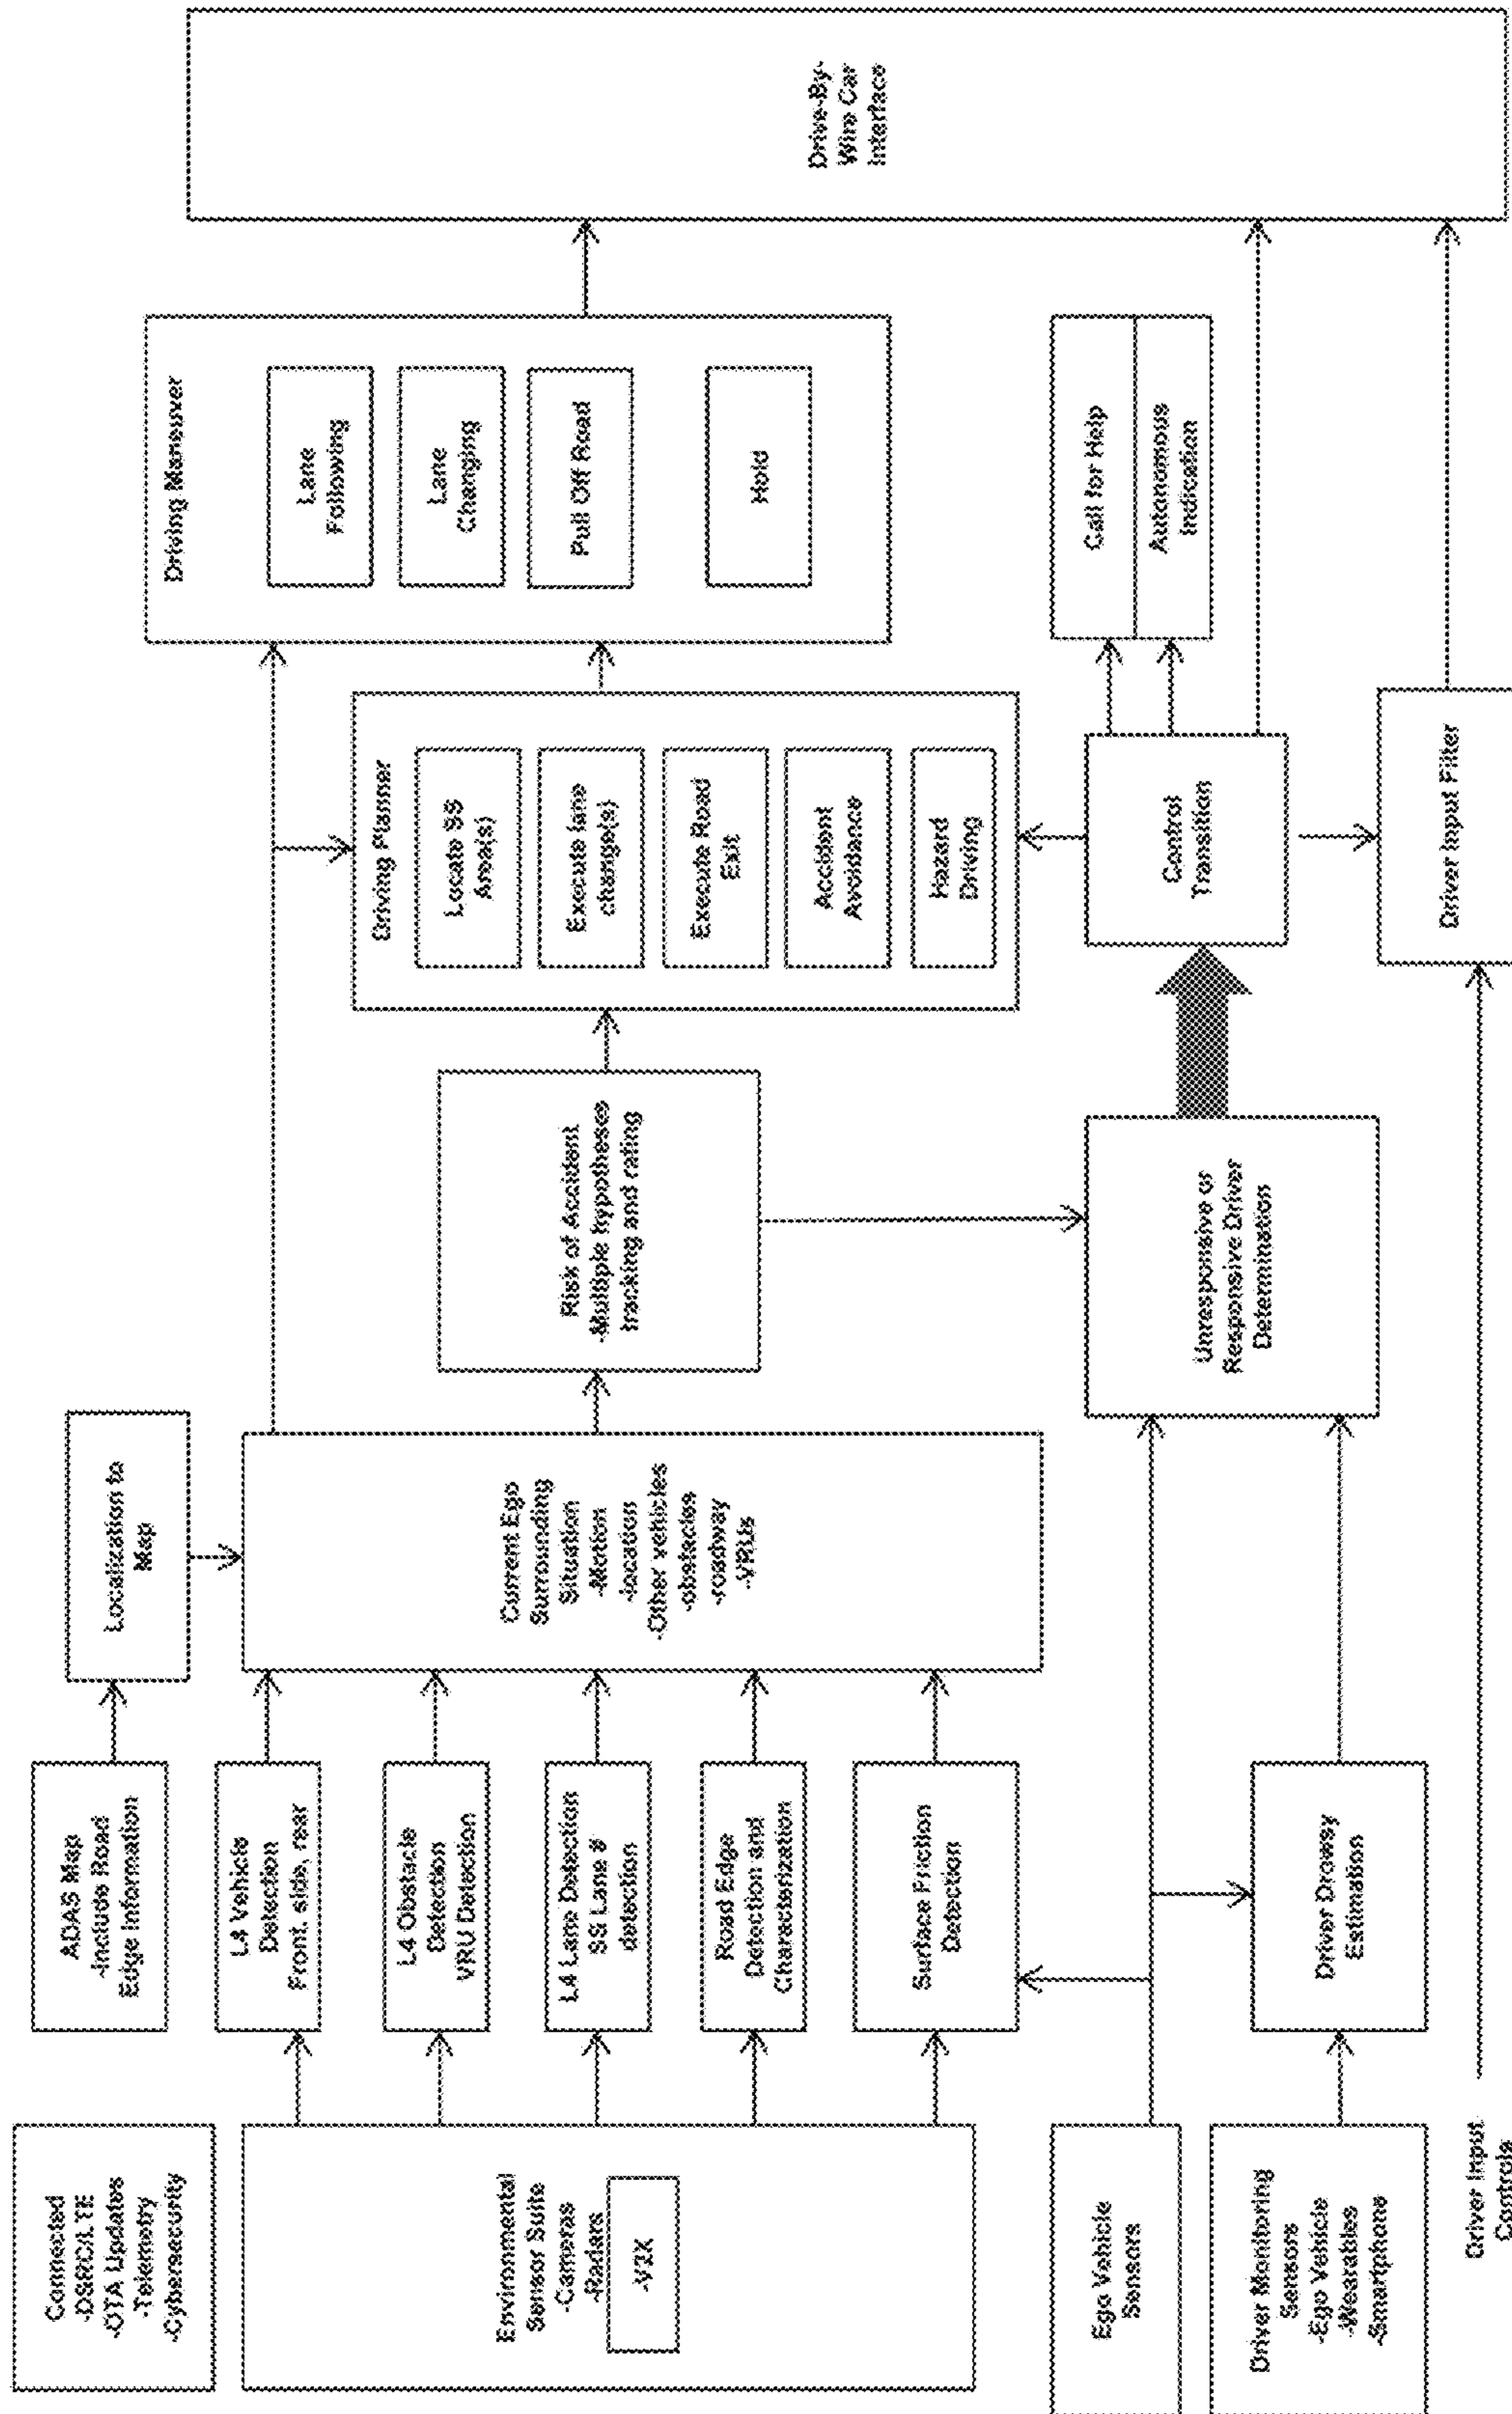 Connected
-DSRC/LTE
-OTA Updates
-Telemetry
-Cybersecurity
Environmental
Sensor Suite
-Cameras
-Radars
-V2X
Ego Vehicle
Sensors
Driver Monitoring
Sensors
-Ego Vehicle
-Wearables
-Smartphone
Driver Input
Controls
ADAS Map
-Include Road
Edge Information
L4 Vehicle
Detection
Front, side, rear
L4 Obstacle
Detection
VRU Detection
L4 Lane Detection
SS Lane #
detection
Road Edge
Detection and
Characterization
Surface Friction
Detection
Driver Drowsy
Estimation
Localization to
Map
Current Ego
Surrounding
Situation
-Motion
-location
-Other vehicles
-obstacles
-roadway
-VRUs
Risk of Accident
-Multiple hypotheses
tracking and rating
Unresponsive or
Responsive Driver
Determination
Driving Planner
Locate SS
Area(s)
Execute lane
change(s)
Execute Road
Exit
Accident
Avoidance
Hazard
Driving
Control
Transition
Driver Input Filter
Driving Maneuver
Lane
Following
Lane
Changing
Pull Off Road
Hold
Call for Help
Autonomous
Indication
Drive-By-
Wire Car
Interface